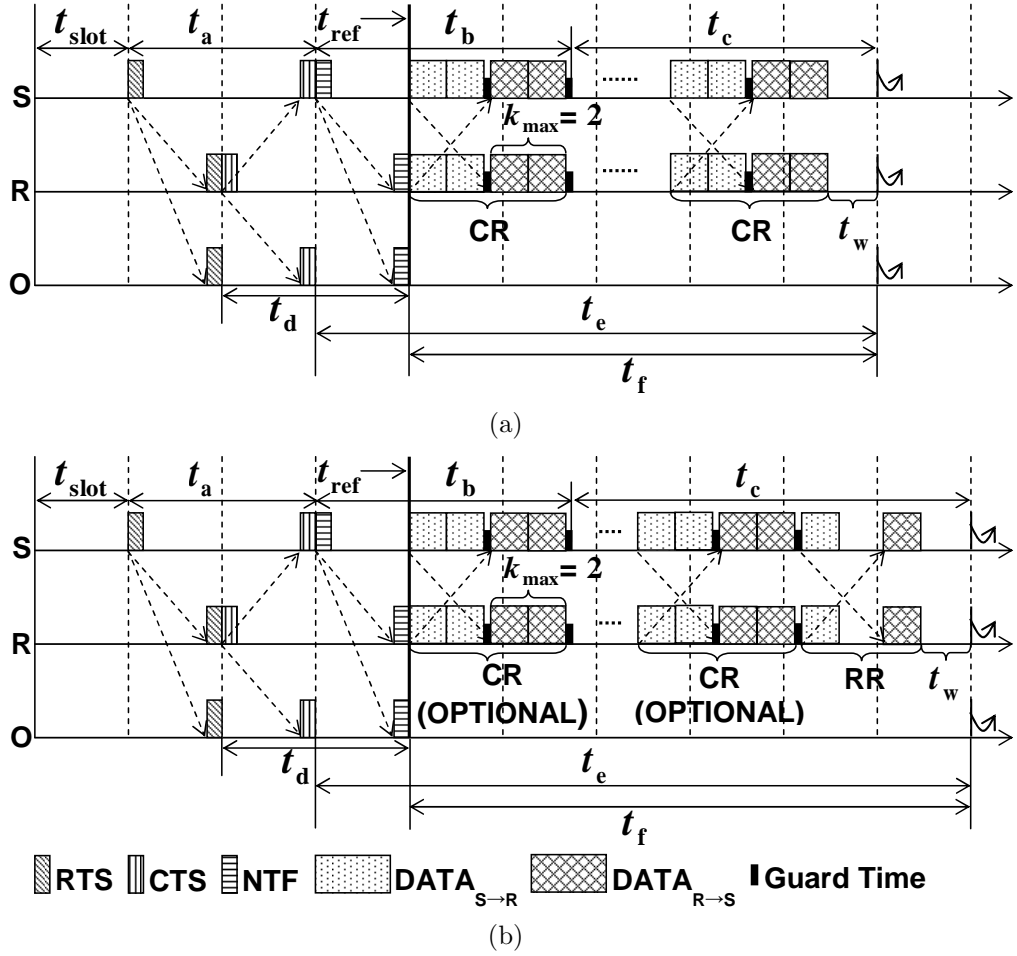 t_slot t_a t_ref t_b t_c
S
k_max = 2
R
CR CR t_w
O
t_d t_e
t_f
(a)
t_slot t_a t_ref t_b t_c
S
k_max = 2
R
CR CR RR t_w
(OPTIONAL) (OPTIONAL)
O
t_d t_e
t_f
RTS CTS NTF DATA_S→R DATA_R→S Guard Time
(b)